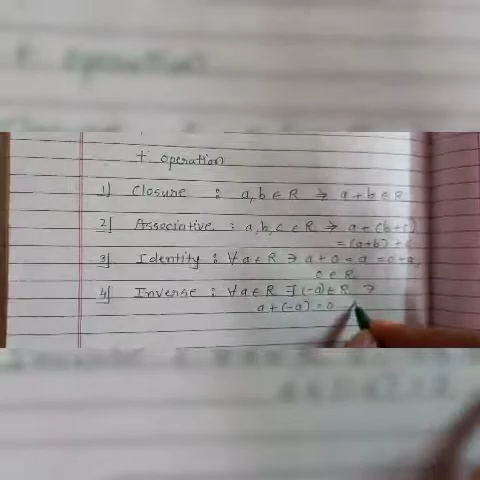 + operation
1] Closure : a, b ∈ R ⇒ a + b ∈ R
2] Associative : a, b, c ∈ R ⇒ a + (b + c)
= (a + b) + c
3] Identity : ∀ a ∈ R ∋ a + 0 = a = 0 + a,
0 ∈ R
4] Inverse : ∀ a ∈ R ∃ (-a) ∈ R ∋
a + (-a) = 0